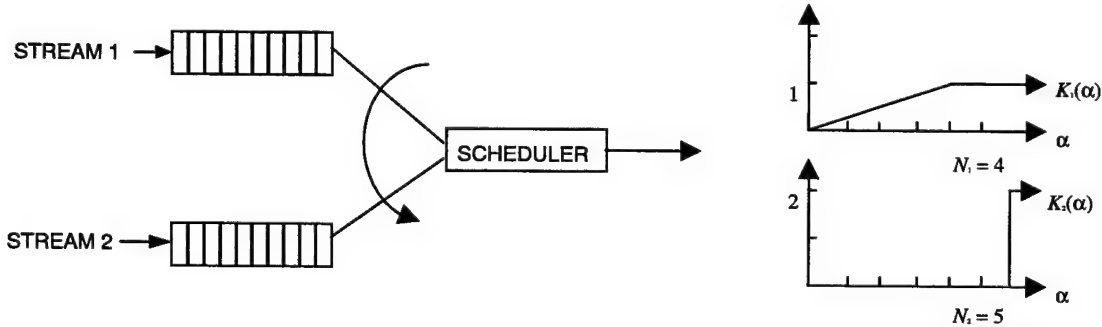 STREAM 1
STREAM 2
SCHEDULER
1
K₁(α)
α
N₁ = 4
2
K₂(α)
α
N₂ = 5